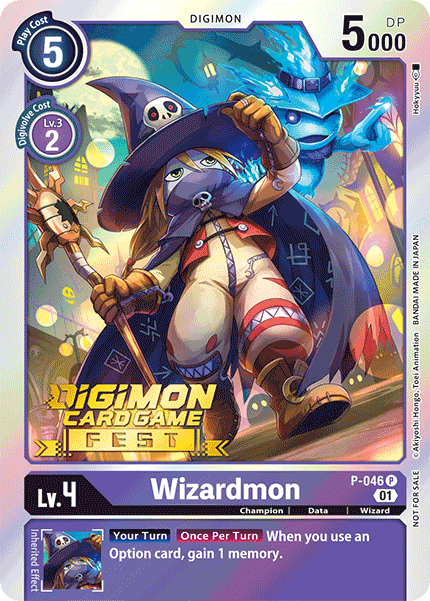 DIGIMON
Play Cost
5
DP
5000
Digivolve Cost
Lv.3
2
Hokyuu
© Akiyoshi Hongo, Toei Animation BANDAI MADE IN JAPAN
DIGIMON
CARD GAME
FEST
NOT FOR SALE
Lv.4
Wizardmon
P-046 P
01
Champion | Data | Wizard
Inherited Effect
Your Turn Once Per Turn When you use an
Option card, gain 1 memory.